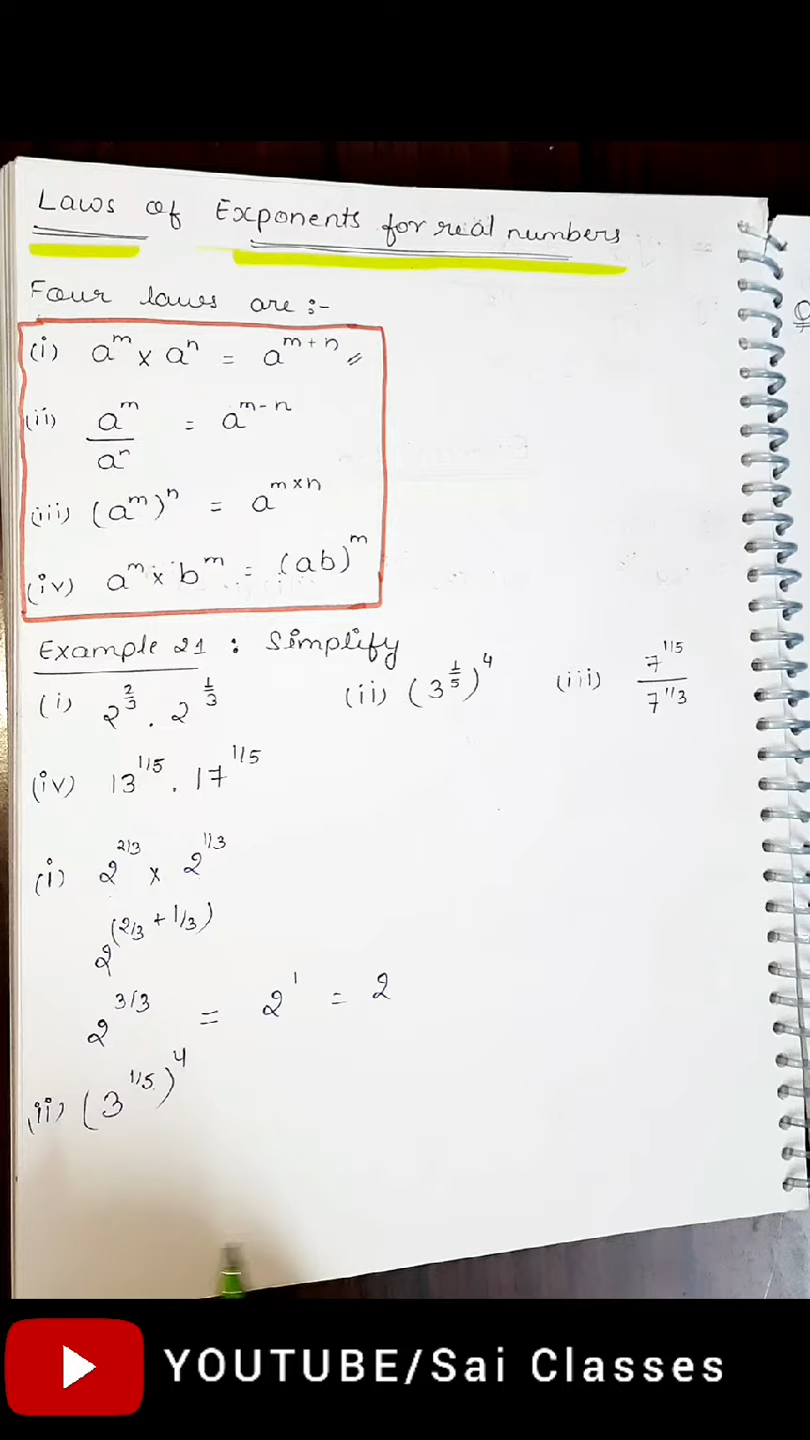 Laws of Exponents for real numbers
Four laws are :-
(i) a^m x a^n = a^(m+n) //
(ii) a^m / a^n = a^(m-n)
(iii) (a^m)^n = a^(m×n)
(iv) a^m x b^m = (ab)^m
Example 21 : Simplify
(i) 2^(2/3) . 2^(1/3) (ii) (3^(1/5))^4 (iii) 7^(1/5) / 7^(1/3)
(iv) 13^(1/5) . 17^(1/5)
(i) 2^(2/3) x 2^(1/3)
2^(2/3 + 1/3)
2^(3/3) = 2^1 = 2
(ii) (3^(1/5))^4
YOUTUBE/Sai Classes